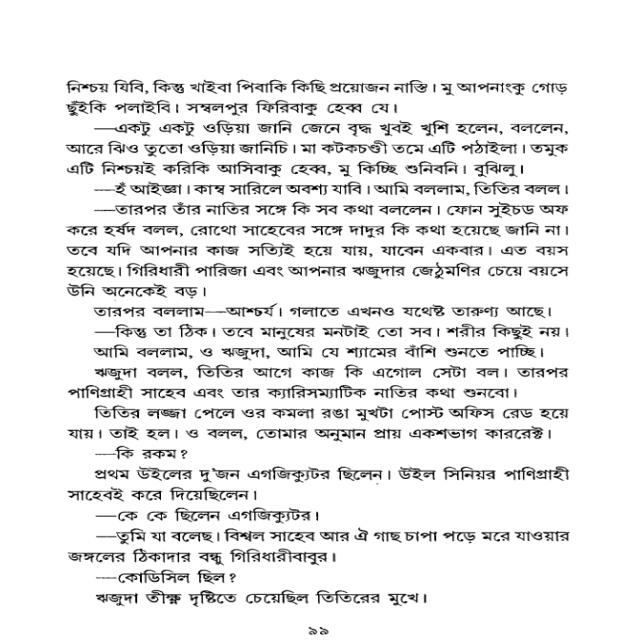 নিশ্চয় যিবি, কিন্তু খাইবা পিবাকি কিছি প্রয়োজন নাস্তি। মু আপনাংকু গোড়
ছুঁইকি পলাইবি। সম্বলপুর ফিরিবাকু হেব্ব যে।
—একটু একটু ওড়িয়া জানি জেনে বৃদ্ধ খুবই খুশি হলেন, বললেন,
আরে ঝিও তুতো ওড়িয়া জানিচি। মা কটকচণ্ডী তমে এটি পঠাইলা। তমুক
এটি নিশ্চয়ই করিকি আসিবাকু হেব্ব, মু কিচ্ছি শুনিবনি। বুঝিলু।
—হঁ আইজ্ঞা। কাম্ব সারিলে অবশ্য যাবি। আমি বললাম, তিতির বলল।
—তারপর তাঁর নাতির সঙ্গে কি সব কথা বললেন। ফোন সুইচড অফ
করে হর্ষদ বলল, রোথো সাহেবের সঙ্গে দাদুর কি কথা হয়েছে জানি না।
তবে যদি আপনার কাজ সত্যিই হয়ে যায়, যাবেন একবার। এত বয়স
হয়েছে। গিরিধারী পারিজা এবং আপনার ঋজুদার জেঠুমণির চেয়ে বয়সে
উনি অনেকেই বড়।
তারপর বললাম—আশ্চর্য। গলাতে এখনও যথেষ্ট তারুণ্য আছে।
—কিন্তু তা ঠিক। তবে মানুষের মনটাই তো সব। শরীর কিছুই নয়।
আমি বললাম, ও ঋজুদা, আমি যে শ্যামের বাঁশি শুনতে পাচ্ছি।
ঋজুদা বলল, তিতির আগে কাজ কি এগোল সেটা বল। তারপর
পাণিগ্রাহী সাহেব এবং তার ক্যারিসম্যাটিক নাতির কথা শুনবো।
তিতির লজ্জা পেলে ওর কমলা রঙা মুখটা পোস্ট অফিস রেড হয়ে
যায়। তাই হল। ও বলল, তোমার অনুমান প্রায় একশভাগ কাররেক্ট।
—কি রকম?
প্রথম উইলের দু'জন এগজিক্যুটর ছিলেন। উইল সিনিয়র পাণিগ্রাহী
সাহেবই করে দিয়েছিলেন।
—কে কে ছিলেন এগজিক্যুটর।
—তুমি যা বলেছ। বিশ্বল সাহেব আর ঐ গাছ চাপা পড়ে মরে যাওয়ার
জঙ্গলের ঠিকাদার বন্ধু গিরিধারীবাবুর।
—কোডিসিল ছিল?
ঋজুদা তীক্ষ্ণ দৃষ্টিতে চেয়েছিল তিতিরের মুখে।
৯৯